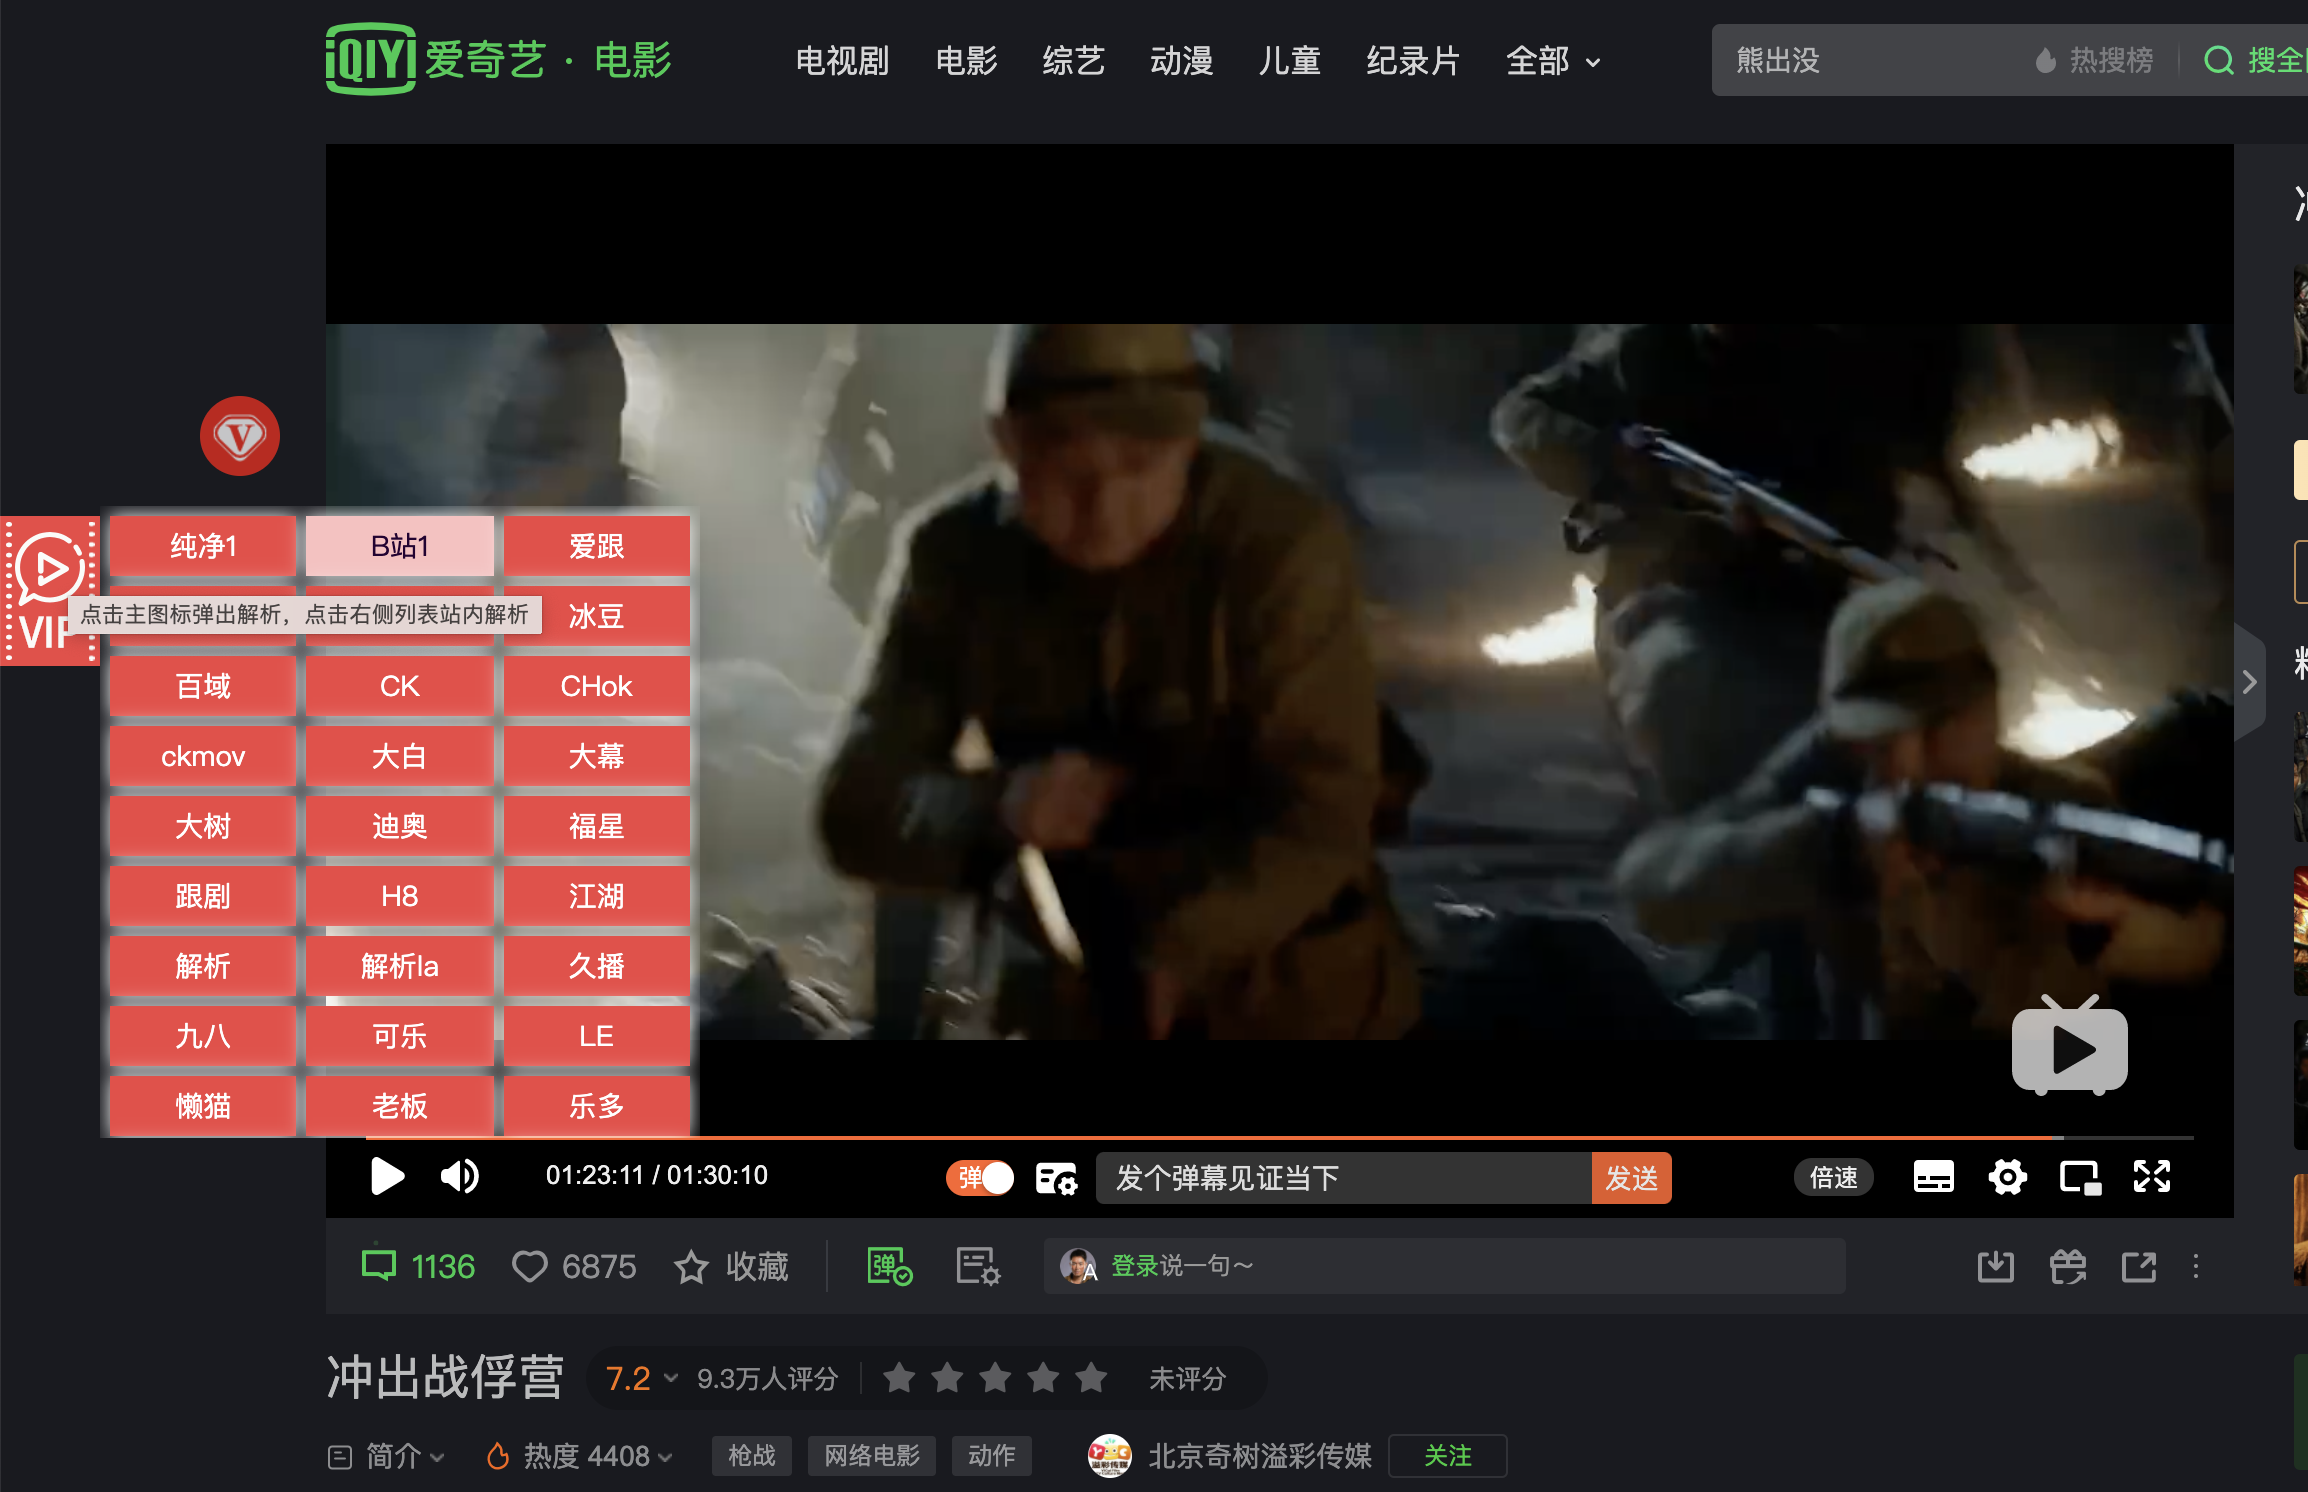 iQIYI 爱奇艺 · 电影
电视剧 电影 综艺 动漫 儿童 纪录片 全部
熊出没 热搜榜 搜全
V
VIP
纯净1 B站1 爱跟
点击主图标弹出解析，点击右侧列表站内解析 冰豆
百域 CK CHok
ckmov 大白 大幕
大树 迪奥 福星
跟剧 H8 江湖
解析 解析la 久播
九八 可乐 LE
懒猫 老板 乐多
01:23:11 / 01:30:10 弹 发个弹幕见证当下 发送 倍速
1136 6875 收藏 弹 A 登录说一句～
冲出战俘营 7.2 9.3万人评分 未评分
简介 热度 4408 枪战 网络电影 动作 北京奇树溢彩传媒 关注